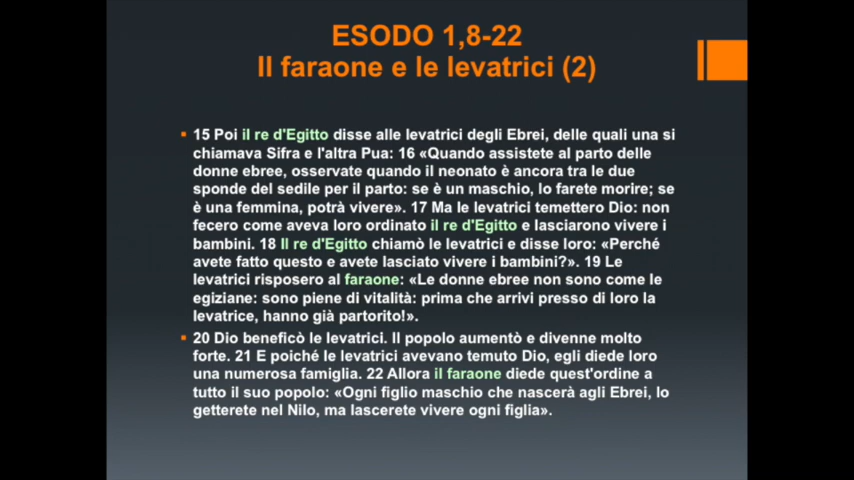 ESODO 1,8-22
Il faraone e le levatrici (2)
15 Poi il re d'Egitto disse alle levatrici degli Ebrei, delle quali una si
chiamava Sifra e l'altra Pua: 16 «Quando assistete al parto delle
donne ebree, osservate quando il neonato è ancora tra le due
sponde del sedile per il parto: se è un maschio, lo farete morire; se
è una femmina, potrà vivere». 17 Ma le levatrici temettero Dio: non
fecero come aveva loro ordinato il re d'Egitto e lasciarono vivere i
bambini. 18 Il re d'Egitto chiamò le levatrici e disse loro: «Perché
avete fatto questo e avete lasciato vivere i bambini?». 19 Le
levatrici risposero al faraone: «Le donne ebree non sono come le
egiziane: sono piene di vitalità: prima che arrivi presso di loro la
levatrice, hanno già partorito!».
20 Dio beneficò le levatrici. Il popolo aumentò e divenne molto
forte. 21 E poiché le levatrici avevano temuto Dio, egli diede loro
una numerosa famiglia. 22 Allora il faraone diede quest'ordine a
tutto il suo popolo: «Ogni figlio maschio che nascerà agli Ebrei, lo
getterete nel Nilo, ma lascerete vivere ogni figlia».